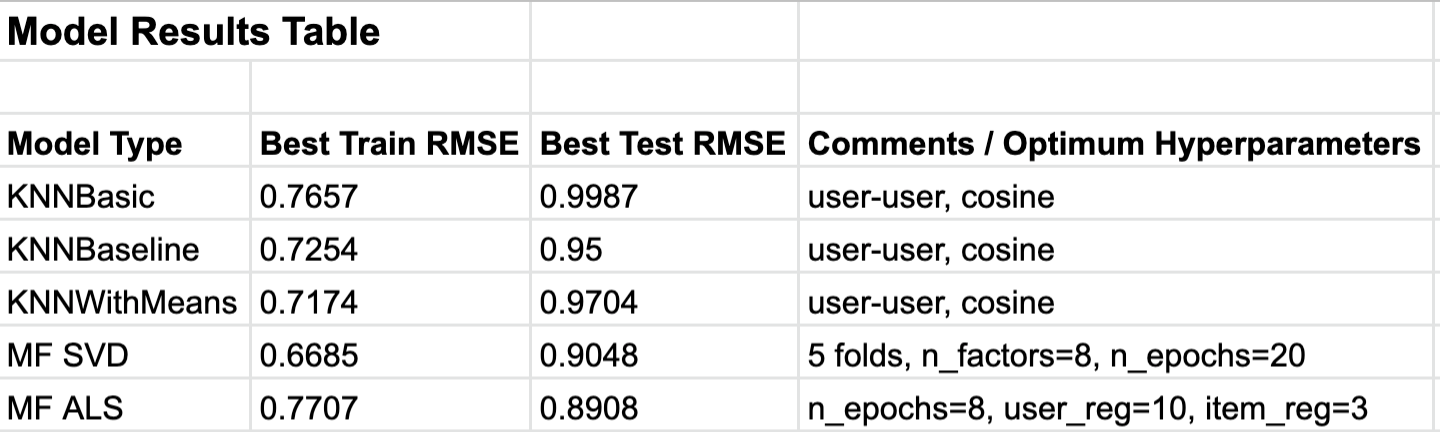 Model Results Table
Model Type Best Train RMSE Best Test RMSE Comments / Optimum Hyperparameters
KNNBasic 0.7657 0.9987 user-user, cosine
KNNBaseline 0.7254 0.95 user-user, cosine
KNNWithMeans 0.7174 0.9704 user-user, cosine
MF SVD 0.6685 0.9048 5 folds, n_factors=8, n_epochs=20
MF ALS 0.7707 0.8908 n_epochs=8, user_reg=10, item_reg=3